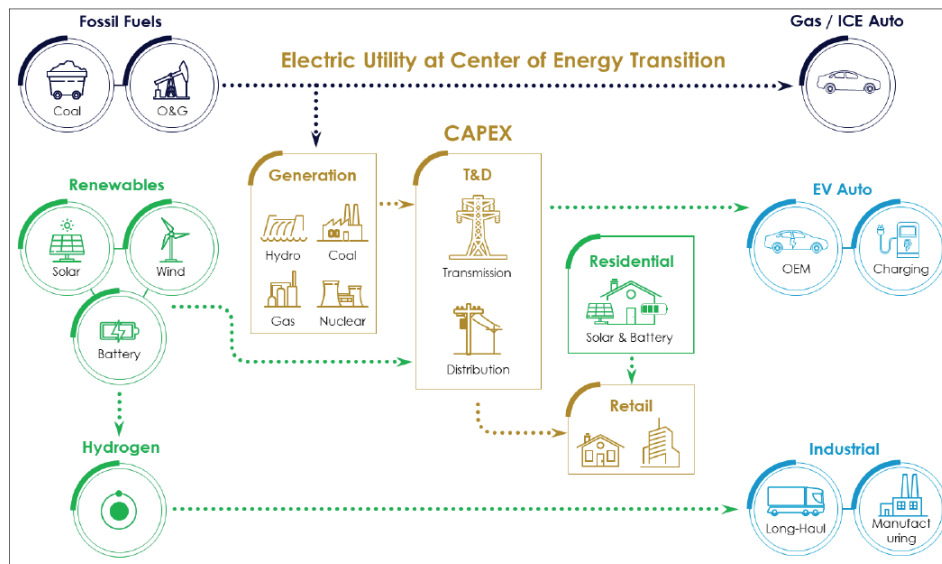 Fossil Fuels
Gas / ICE Auto
Electric Utility at Center of Energy Transition
Coal
O&G
CAPEX
Renewables
Generation
T&D
EV Auto
Solar
Wind
Hydro
Coal
Transmission
Residential
OEM
Charging
Gas
Nuclear
Solar & Battery
Battery
Distribution
Retail
Hydrogen
Industrial
Long-Haul
Manufact
uring